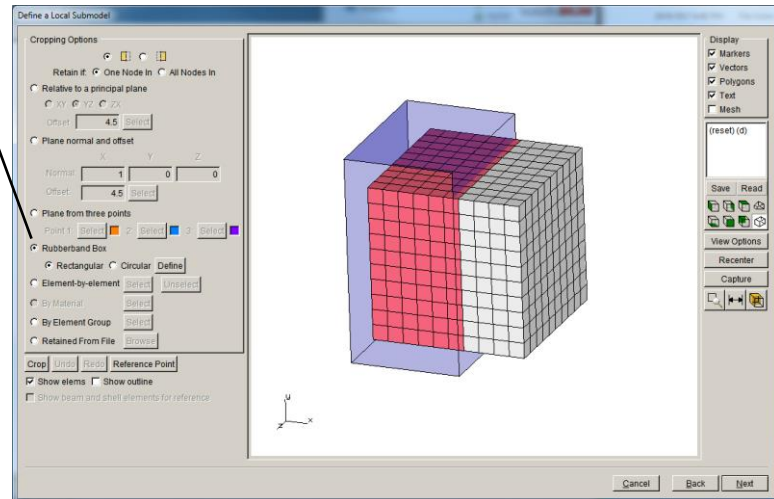 Define a Local Submodel
Cropping Options
Retain if: One Node In All Nodes In
Relative to a principal plane
XY YZ ZX
Offset 4.5 Select
Plane normal and offset
X Y Z
Normal 1 0 0
Offset 4.5 Select
Plane from three points
Point 1 Select 2 Select 3 Select
Rubberband Box
Rectangular Circular Define
Element-by-element Select Unselect
By Material Select
By Element Group Select
Retained From File Browse
Crop Undo Redo Reference Point
Show elems Show outline
Show beam and shell elements for reference
y
z x
Display
Markers
Vectors
Polygons
Text
Mesh
(reset) (d)
Save Read
View Options
Recenter
Capture
Cancel Back Next